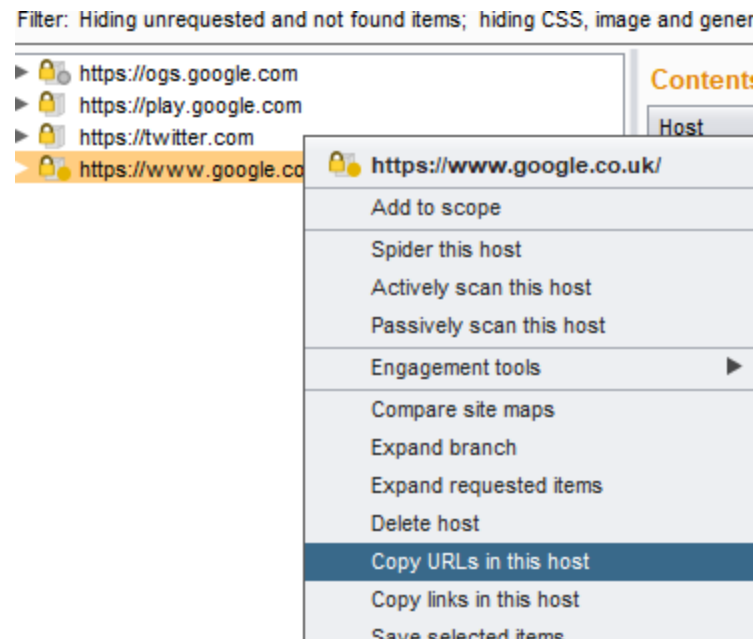 Filter: Hiding unrequested and not found items; hiding CSS, image and gener
https://ogs.google.com
https://play.google.com
https://twitter.com
https://www.google.co
Contents
Host
https://www.google.co.uk/
Add to scope
Spider this host
Actively scan this host
Passively scan this host
Engagement tools
Compare site maps
Expand branch
Expand requested items
Delete host
Copy URLs in this host
Copy links in this host
Save selected items